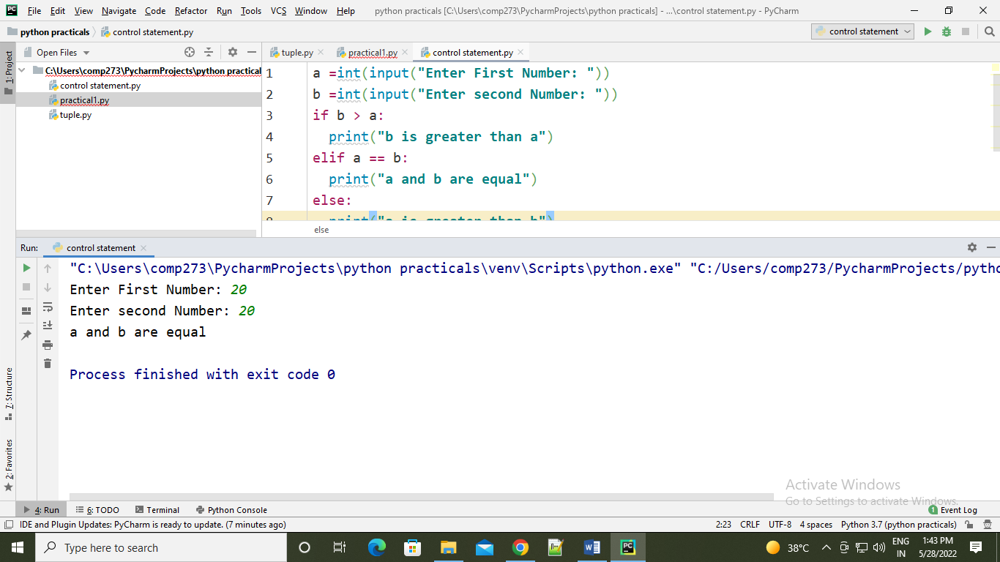 File Edit View Navigate Code Refactor Run Tools VCS Window Help python practicals [C:\Users\comp273\PycharmProjects\python practicals] - ...\control statement.py - PyCharm
python practicals control statement.py control statement
1: Project
Open Files
tuple.py practical1.py control statement.py
C:\Users\comp273\PycharmProjects\python practical
control statement.py
practical1.py
tuple.py
1 a =int(input("Enter First Number: "))
2 b =int(input("Enter second Number: "))
3 if b > a:
4 print("b is greater than a")
5 elif a == b:
6 print("a and b are equal")
7 else:
8 print("a is greater than b")
else
Run: control statement
"C:\Users\comp273\PycharmProjects\python practicals\venv\Scripts\python.exe" "C:/Users/comp273/PycharmProjects/pytho
Enter First Number: 20
Enter second Number: 20
a and b are equal
Process finished with exit code 0
7: Structure
2: Favorites
Activate Windows
Go to Settings to activate Windows.
4: Run 6: TODO Terminal Python Console 1 Event Log
IDE and Plugin Updates: PyCharm is ready to update. (7 minutes ago) 2:23 CRLF UTF-8 4 spaces Python 3.7 (python practicals)
Type here to search 38°C ENG IN 1:43 PM 5/28/2022